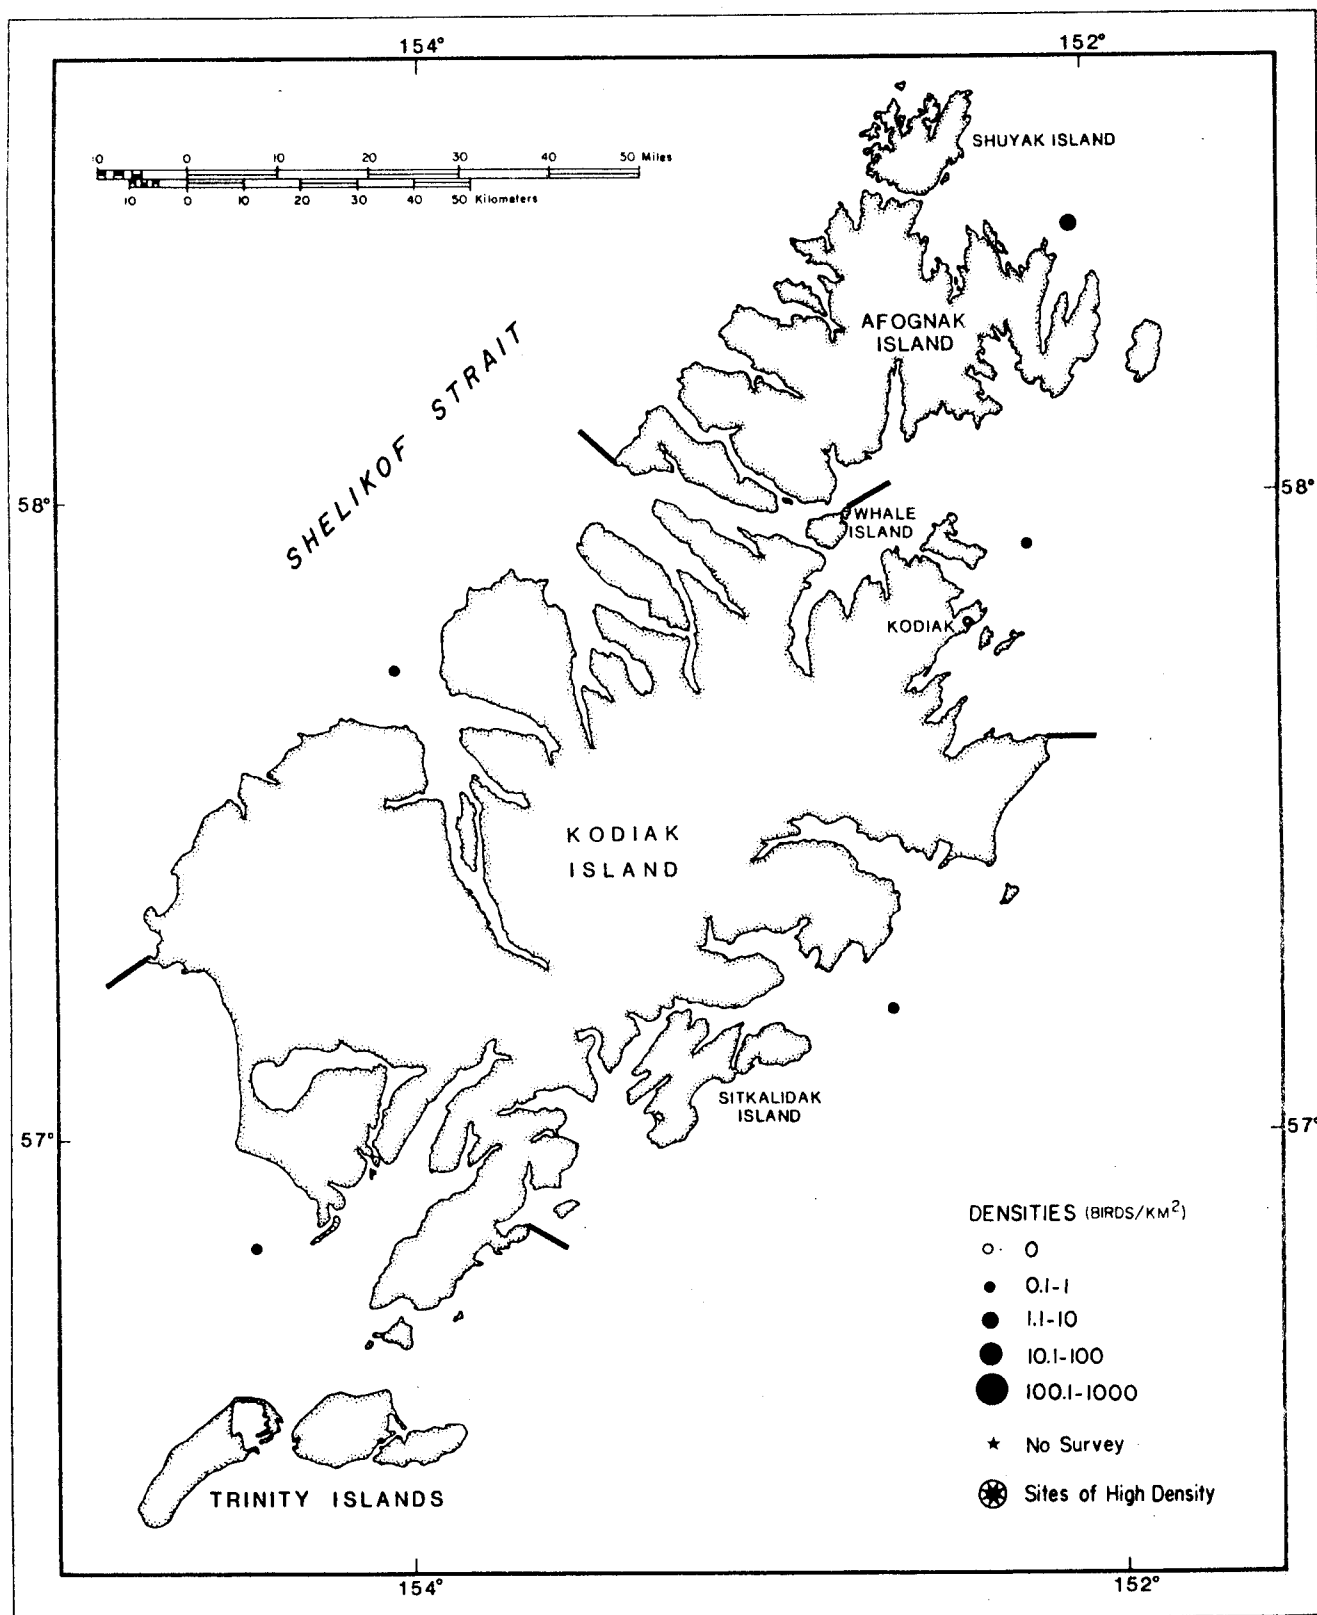 154° 152°
SHUYAK ISLAND
10 0 10 20 30 40 50 Miles
10 0 10 20 30 40 50 Kilometers
AFOGNAK
ISLAND
SHELIKOF STRAIT
58° 58°
WHALE
ISLAND
KODIAK
KODIAK
ISLAND
SITKALIDAK
ISLAND
57° 57°
DENSITIES (BIRDS/KM²)
0
0.1-1
1.1-10
10.1-100
100.1-1000
No Survey
Sites of High Density
TRINITY ISLANDS
154° 152°